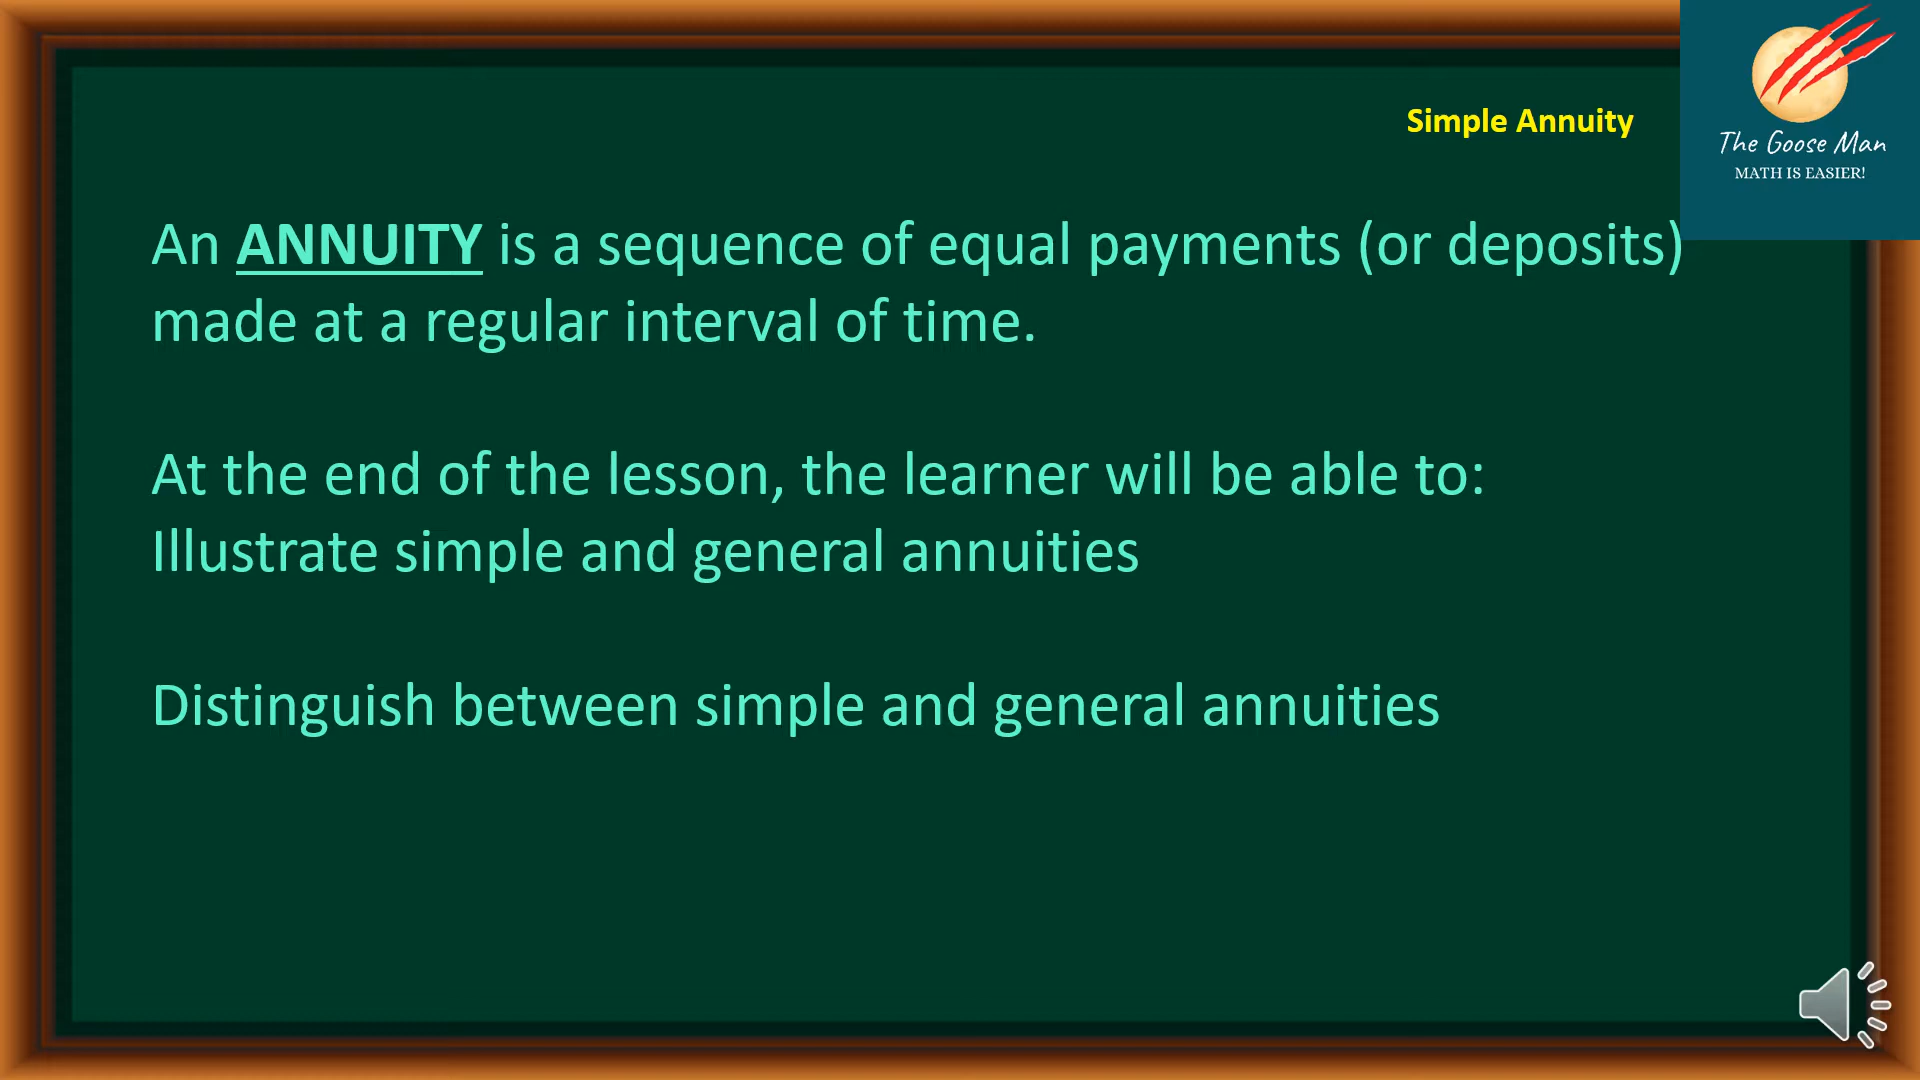 Simple Annuity
The Goose Man
MATH IS EASIER!
An ANNUITY is a sequence of equal payments (or deposits)
made at a regular interval of time.
At the end of the lesson, the learner will be able to:
Illustrate simple and general annuities
Distinguish between simple and general annuities